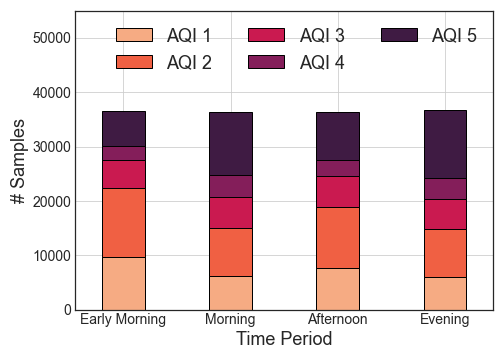 AQI 1 AQI 3 AQI 5
AQI 2 AQI 4
50000
40000
30000
20000
10000
0
# Samples
Early Morning Morning Afternoon Evening
Time Period